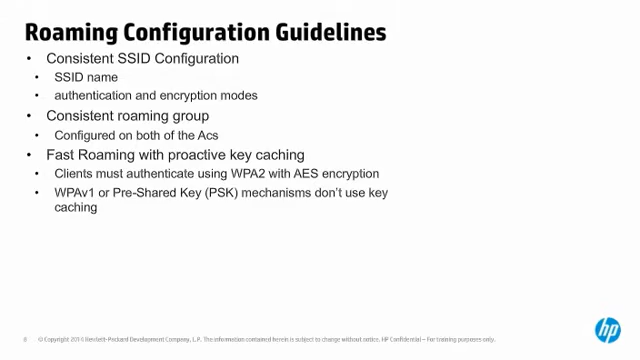 Roaming Configuration Guidelines
• Consistent SSID Configuration
• SSID name
• authentication and encryption modes
• Consistent roaming group
• Configured on both of the Acs
• Fast Roaming with proactive key caching
• Clients must authenticate using WPA2 with AES encryption
• WPAv1 or Pre-Shared Key (PSK) mechanisms don't use key
caching
8 © Copyright 2014 Hewlett-Packard Development Company, L.P. The information contained herein is subject to change without notice. HP Confidential – For training purposes only.
hp